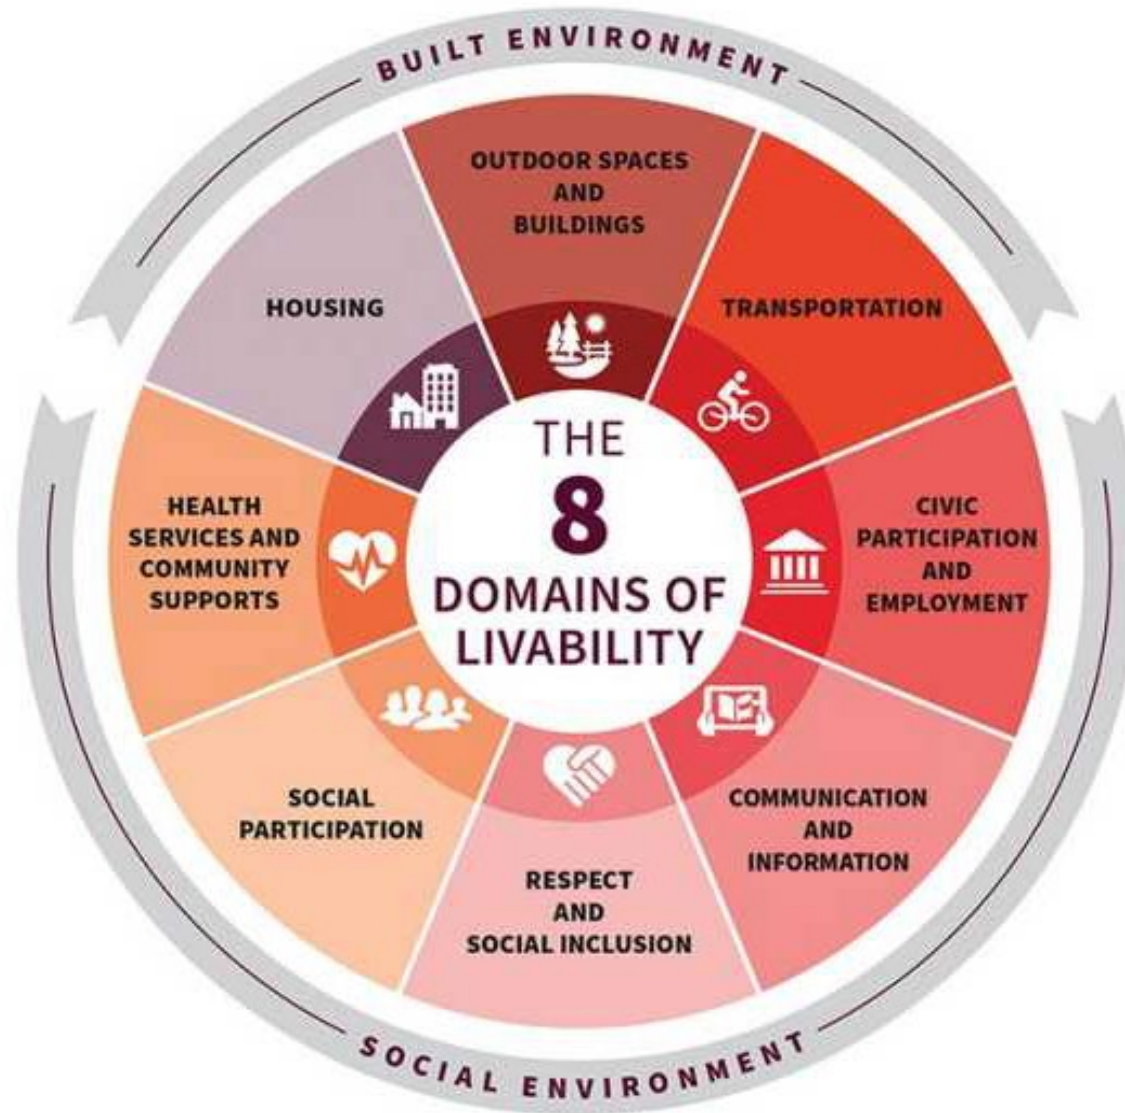 BUILT ENVIRONMENT
OUTDOOR SPACES
AND
BUILDINGS
TRANSPORTATION
CIVIC
PARTICIPATION
AND
EMPLOYMENT
COMMUNICATION
AND
INFORMATION
RESPECT
AND
SOCIAL INCLUSION
SOCIAL
PARTICIPATION
HEALTH
SERVICES AND
COMMUNITY
SUPPORTS
HOUSING
THE
8
DOMAINS OF
LIVABILITY
SOCIAL ENVIRONMENT